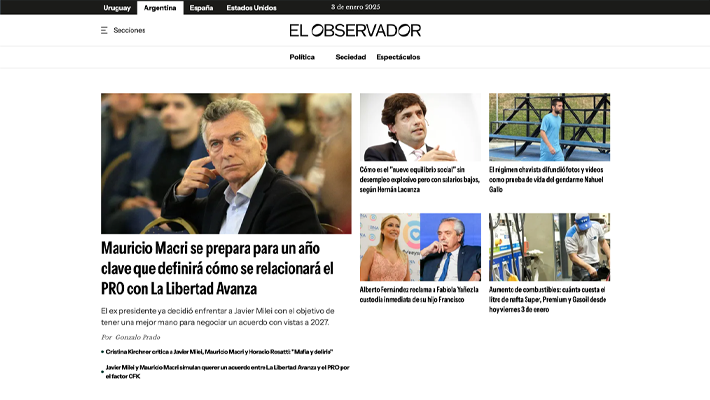 Uruguay Argentina España Estados Unidos 3 de enero 2025
Secciones EL OBSERVADOR
Política Sociedad Espectáculos
Mauricio Macri se prepara para un año
clave que definirá cómo se relacionará el
PRO con La Libertad Avanza
El ex presidente ya decidió enfrentar a Javier Milei con el objetivo de
tener una mejor mano para negociar un acuerdo con vistas a 2027.
Por Gonzalo Prado
Cristina Kirchner critica a Javier Milei, Mauricio Macri y Horacio Rosatti: "Mafia y delirio"
Javier Milei y Mauricio Macri simulan querer un acuerdo entre La Libertad Avanza y el PRO por
el factor CFK
Cómo es el "nuevo equilibrio social" sin
desempleo explosivo pero con salarios bajos,
según Hernán Lacunza
El régimen chavista difundió fotos y videos
como prueba de vida del gendarme Nahuel
Gallo
Alberto Fernández reclama a Fabiola Yañez la
custodia inmediata de su hijo Francisco
Aumento de combustibles: cuánto cuesta el
litro de nafta Super, Premium y Gasoil desde
hoy viernes 3 de enero